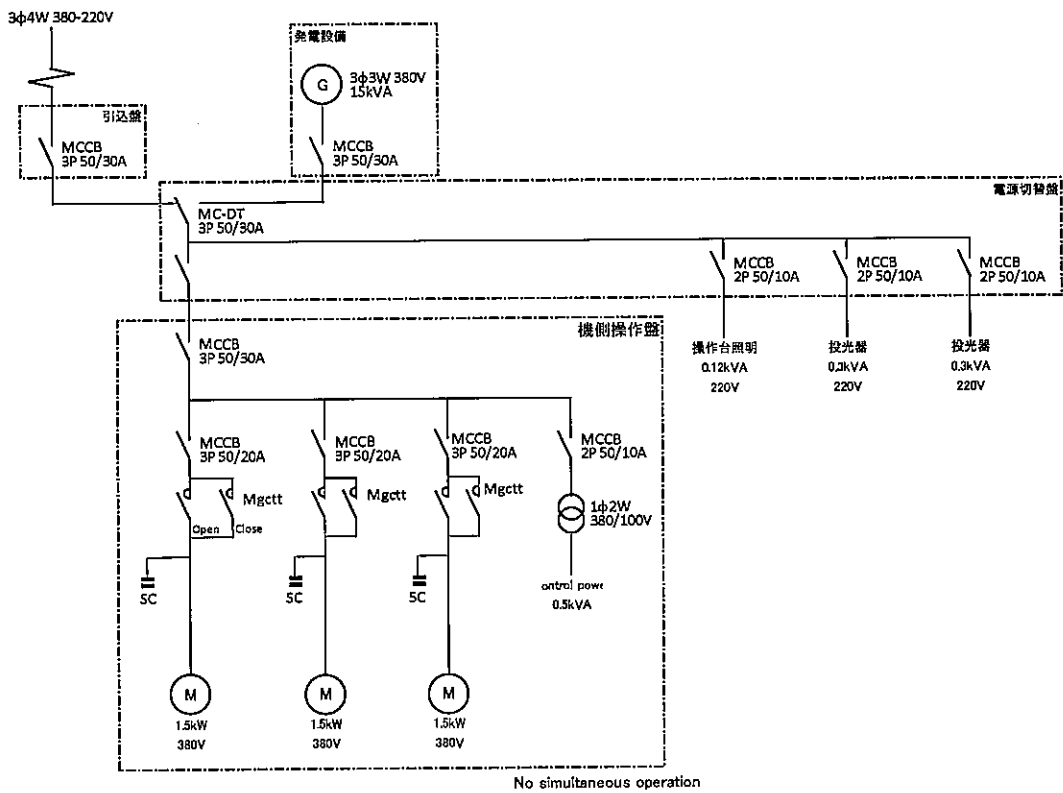 3φ4W 380-220V
発電設備
G
3φ3W 380V
15kVA
引込盤
MCCB
3P 50/30A
MCCB
3P 50/30A
電源切替盤
MC-DT
3P 50/30A
MCCB
2P 50/10A
MCCB
2P 50/10A
MCCB
2P 50/10A
操作台照明
0.12kVA
220V
投光器
0.3kVA
220V
投光器
0.3kVA
220V
機側操作盤
MCCB
3P 50/30A
MCCB
3P 50/20A
MCCB
3P 50/20A
MCCB
3P 50/20A
MCCB
2P 50/10A
Mgctt
Mgctt
Mgctt
Open
Close
1φ2W
380/100V
ontrol powe
0.5kVA
SC
SC
SC
M
M
M
1.5kW
380V
1.5kW
380V
1.5kW
380V
No simultaneous operation